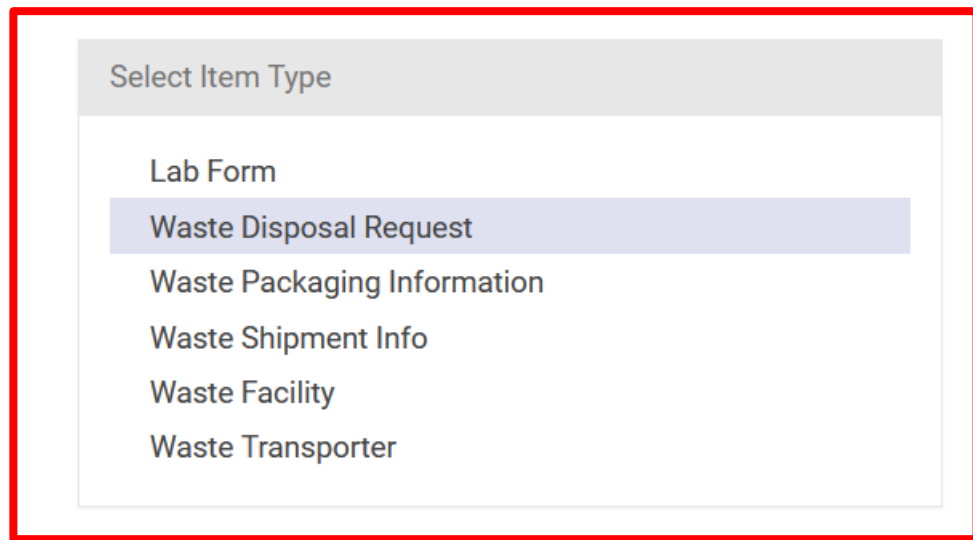 Select Item Type
Lab Form
Waste Disposal Request
Waste Packaging Information
Waste Shipment Info
Waste Facility
Waste Transporter